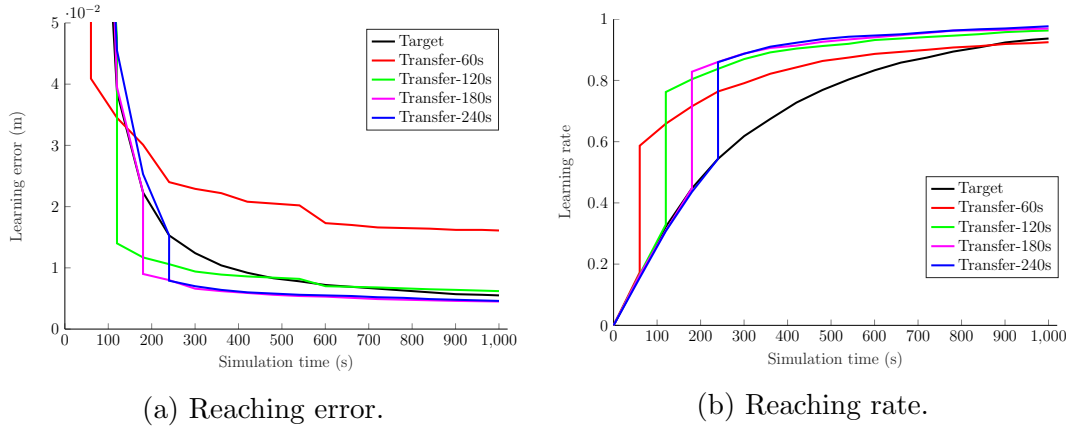 ·10⁻²
5
4
3
2
1
0
Learning error (m)
0 100 200 300 400 500 600 700 800 900 1,000
Simulation time (s)
Target
Transfer-60s
Transfer-120s
Transfer-180s
Transfer-240s
(a) Reaching error.
1
0.8
0.6
0.4
0.2
0
Learning rate
0 100 200 300 400 500 600 700 800 900 1,000
Simulation time (s)
Target
Transfer-60s
Transfer-120s
Transfer-180s
Transfer-240s
(b) Reaching rate.